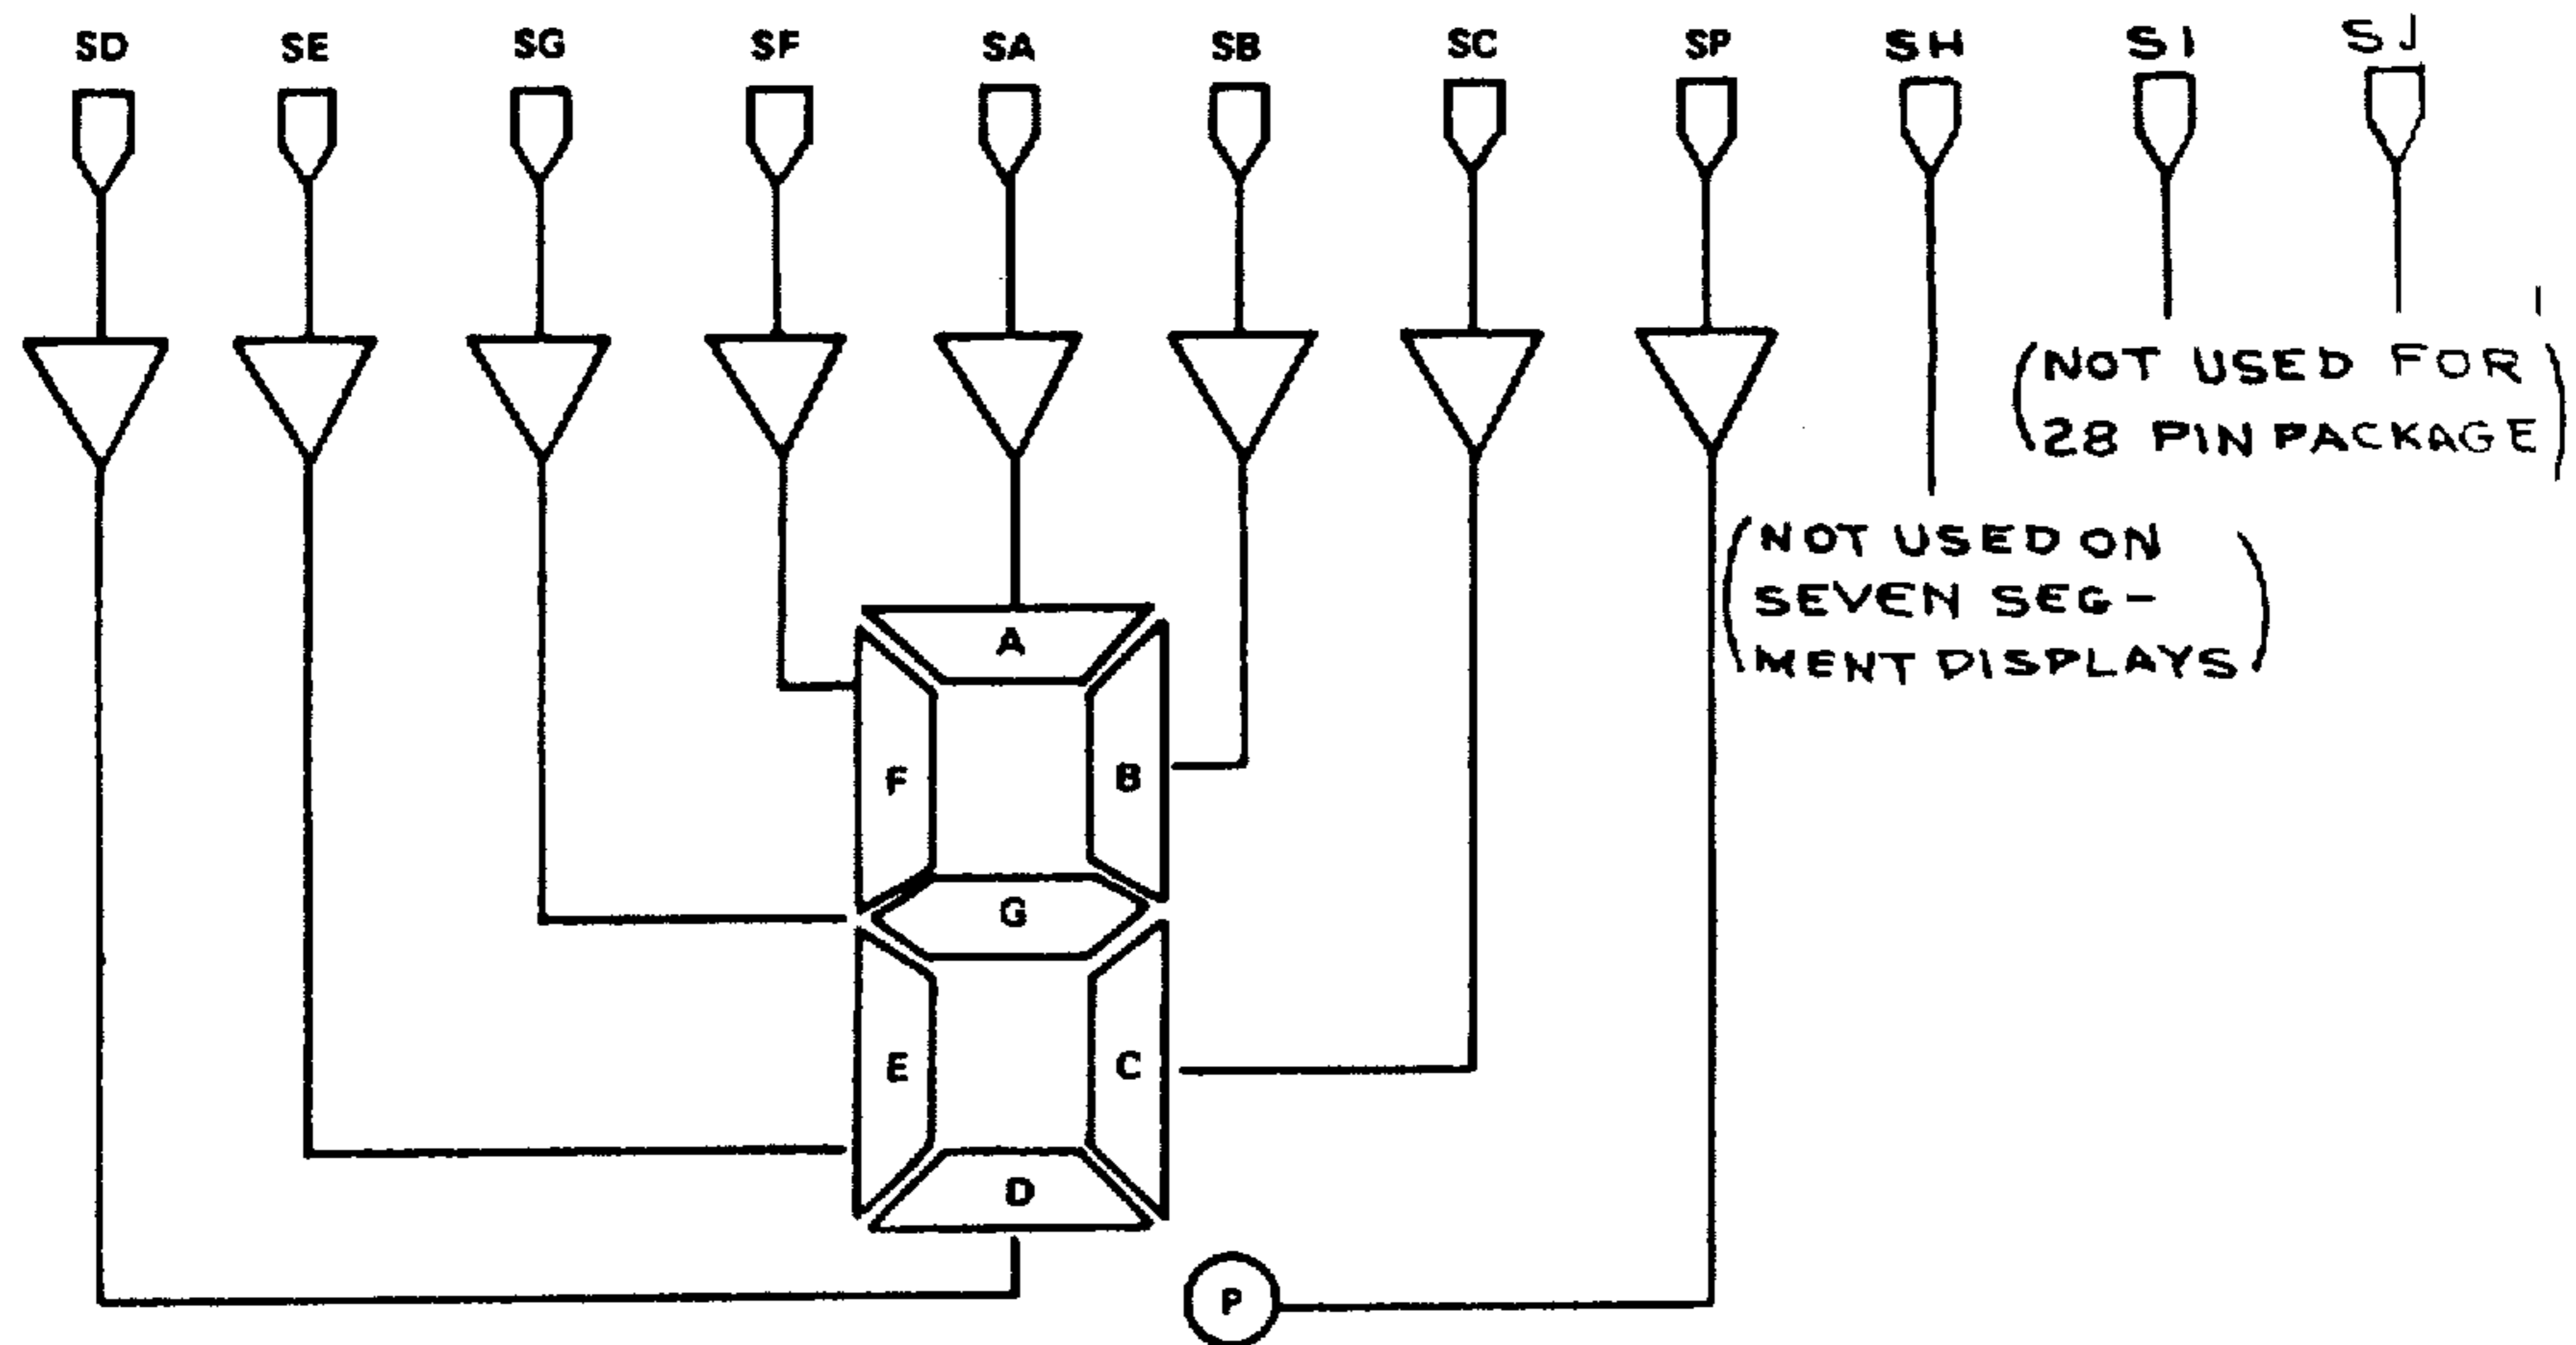 SD SE SG SF SA SB SC SP SH SI SJ
(NOT USED FOR
28 PIN PACKAGE)
(NOT USED ON
SEVEN SEG-
MENT DISPLAYS)
A
F B
G
E C
D
P